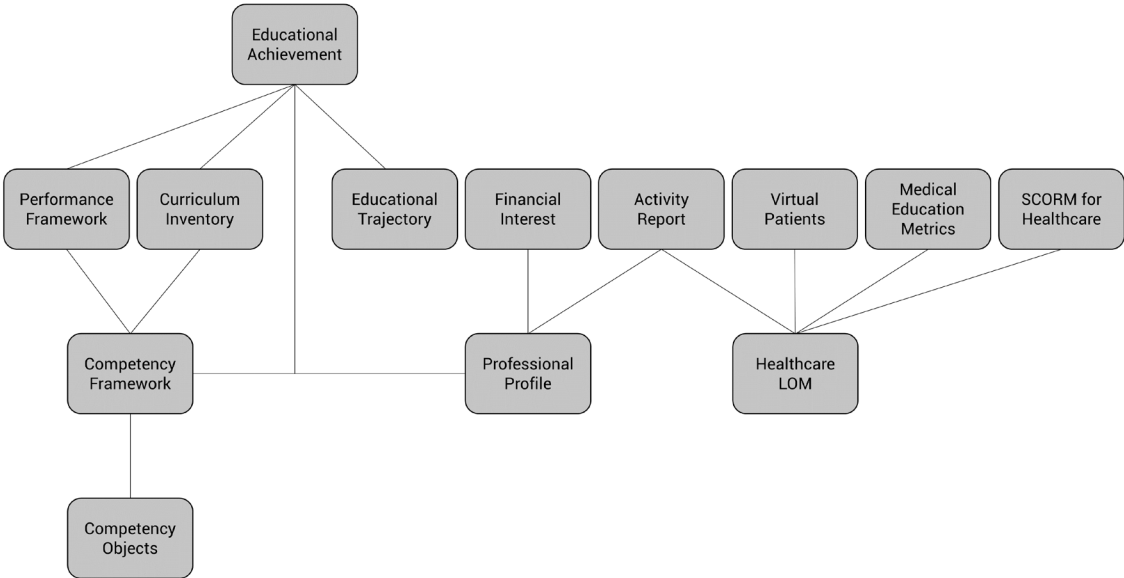 Educational
Achievement
Performance
Framework
Curriculum
Inventory
Educational
Trajectory
Financial
Interest
Activity
Report
Virtual
Patients
Medical
Education
Metrics
SCORM for
Healthcare
Competency
Framework
Professional
Profile
Healthcare
LOM
Competency
Objects